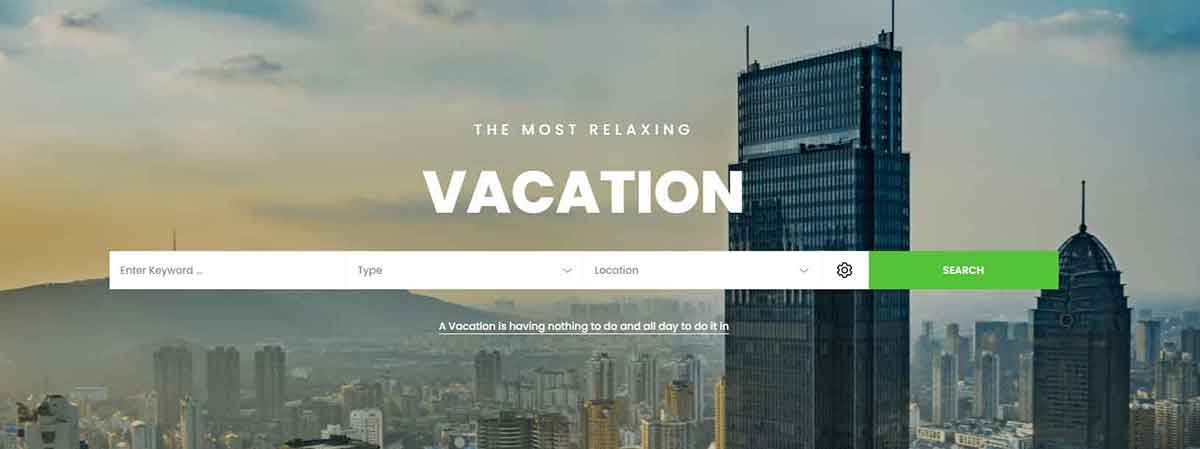 THE MOST RELAXING
VACATION
Enter Keyword ... Type Location SEARCH
A Vacation is having nothing to do and all day to do it in